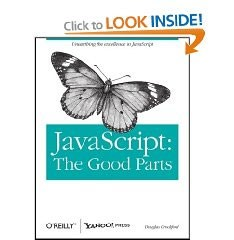 Click to LOOK INSIDE!
Unearthing the excellence in JavaScript
JavaScript:
The Good Parts
O'REILLY®
YAHOO! PRESS
Douglas Crockford